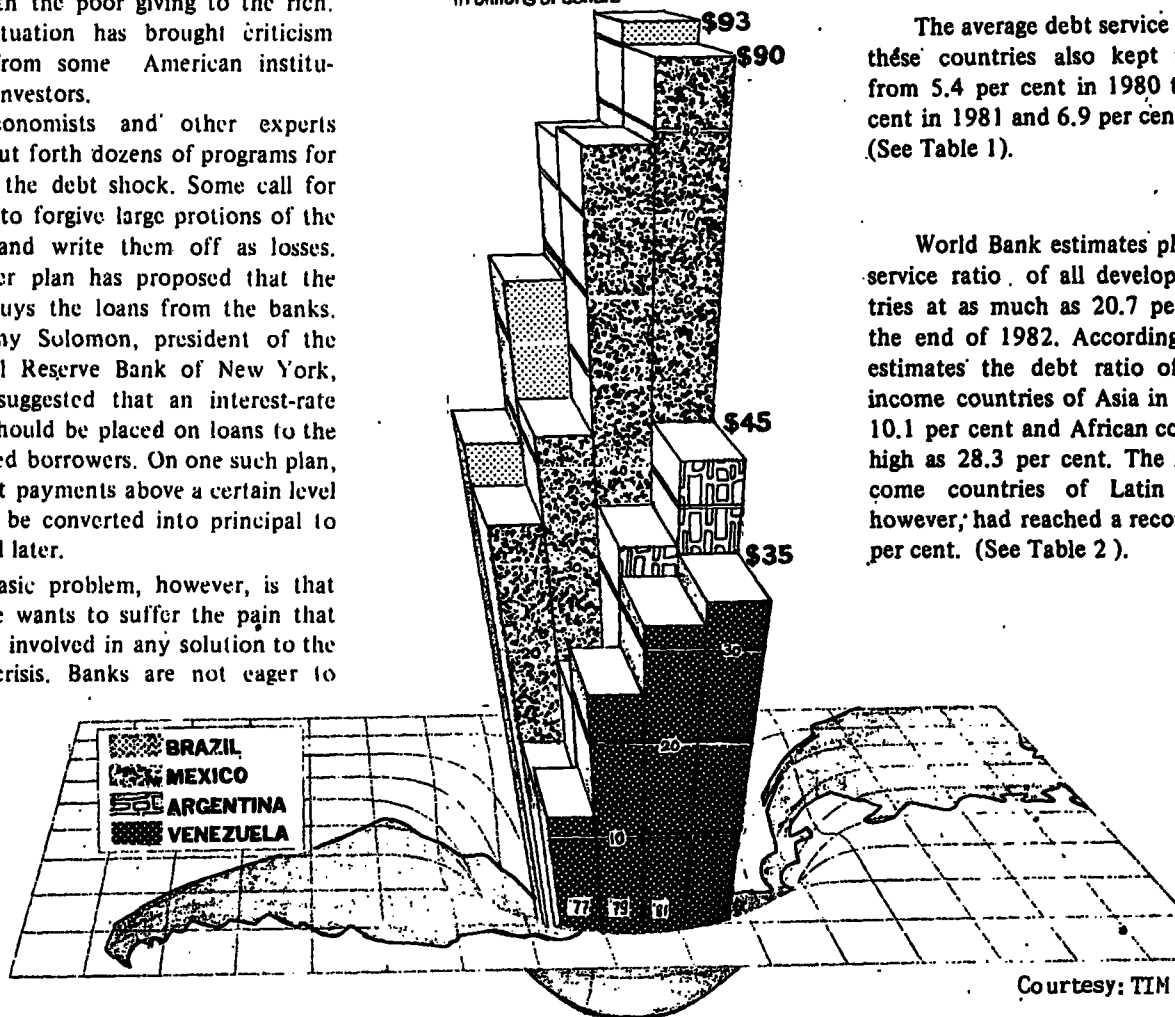 the poor giving to the rich.
has brought criticism
from some American institu-
investors.
and other experts
forth dozens of programs for
the debt shock. Some call for
to forgive large protions of the
and write them off as losses.
plan has proposed that the
buys the loans from the banks.
Solomon, president of the
Reserve Bank of New York,
suggested that an interest-rate
should be placed on loans to the
borrowers. On one such plan,
payments above a certain level
be converted into principal to
later.
basic problem, however, is that
wants to suffer the pain that
involved in any solution to the
crisis. Banks are not eager to
$93
$90
80
70
60
50
40
$45
$35
30
20
20
10
'77 '79 '81
BRAZIL
MEXICO
ARGENTINA
VENEZUELA
The average debt service
these countries also kept
from 5.4 per cent in 1980
cent in 1981 and 6.9 per cen
(See Table 1).
World Bank estimates
service ratio of all
tries at as much as 20.7
the end of 1982. According
estimates the debt ratio of
income countries of Asia in
10.1 per cent and African
high as 28.3 per cent. The
come countries of Latin
however, had reached a
per cent. (See Table 2 ).
Courtesy: TIM